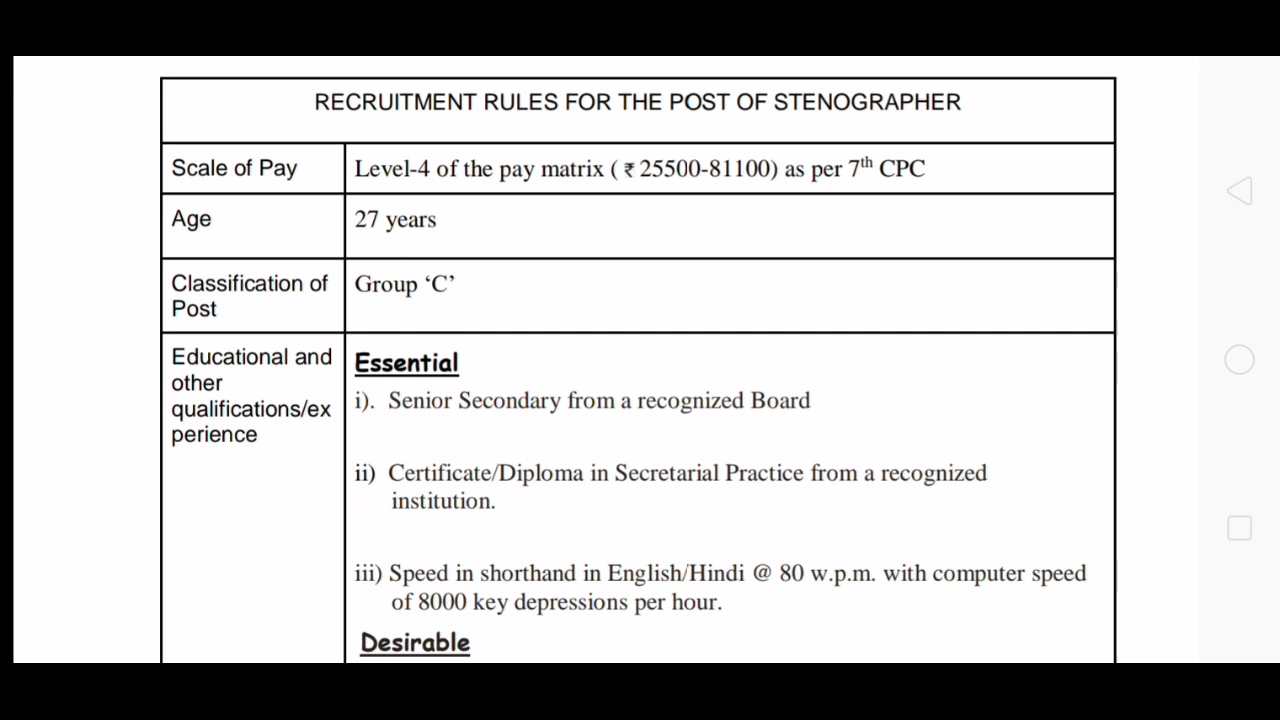 RECRUITMENT RULES FOR THE POST OF STENOGRAPHER
Scale of Pay
Level-4 of the pay matrix ( ₹ 25500-81100) as per 7th CPC
Age
27 years
Classification of
Post
Group ‘C’
Educational and
other
qualifications/ex
perience
Essential
i). Senior Secondary from a recognized Board
ii) Certificate/Diploma in Secretarial Practice from a recognized
institution.
iii) Speed in shorthand in English/Hindi @ 80 w.p.m. with computer speed
of 8000 key depressions per hour.
Desirable